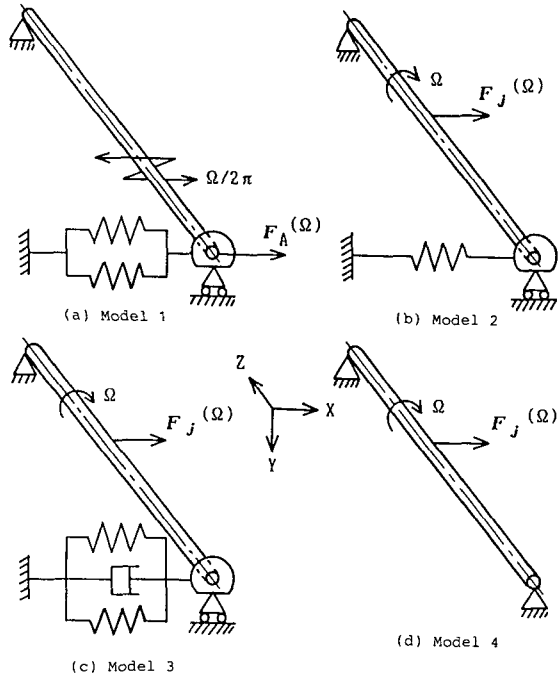 Ω/2π
F_A(Ω)
(a) Model 1
Ω
F_j(Ω)
(b) Model 2
Ω
F_j(Ω)
(c) Model 3
Z
X
Y
Ω
F_j(Ω)
(d) Model 4